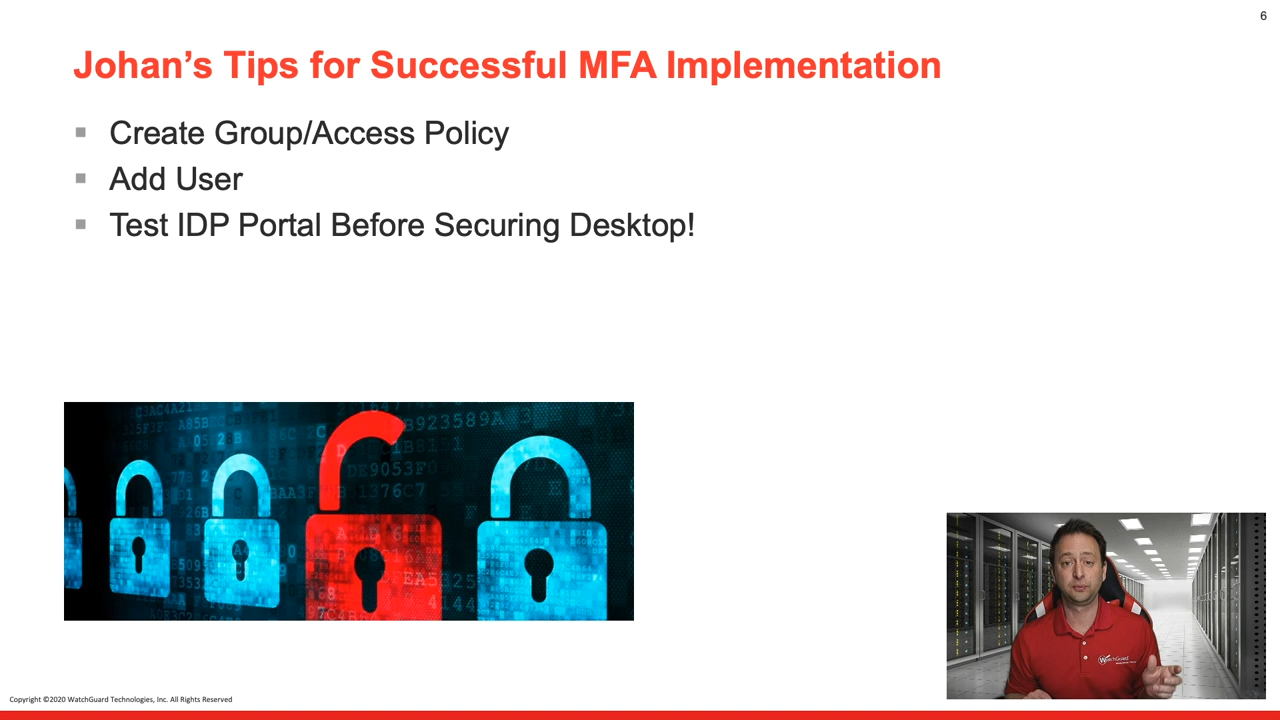 6
Johan’s Tips for Successful MFA Implementation
Create Group/Access Policy
Add User
Test IDP Portal Before Securing Desktop!
WatchGuard
Copyright ©2020 WatchGuard Technologies, Inc. All Rights Reserved